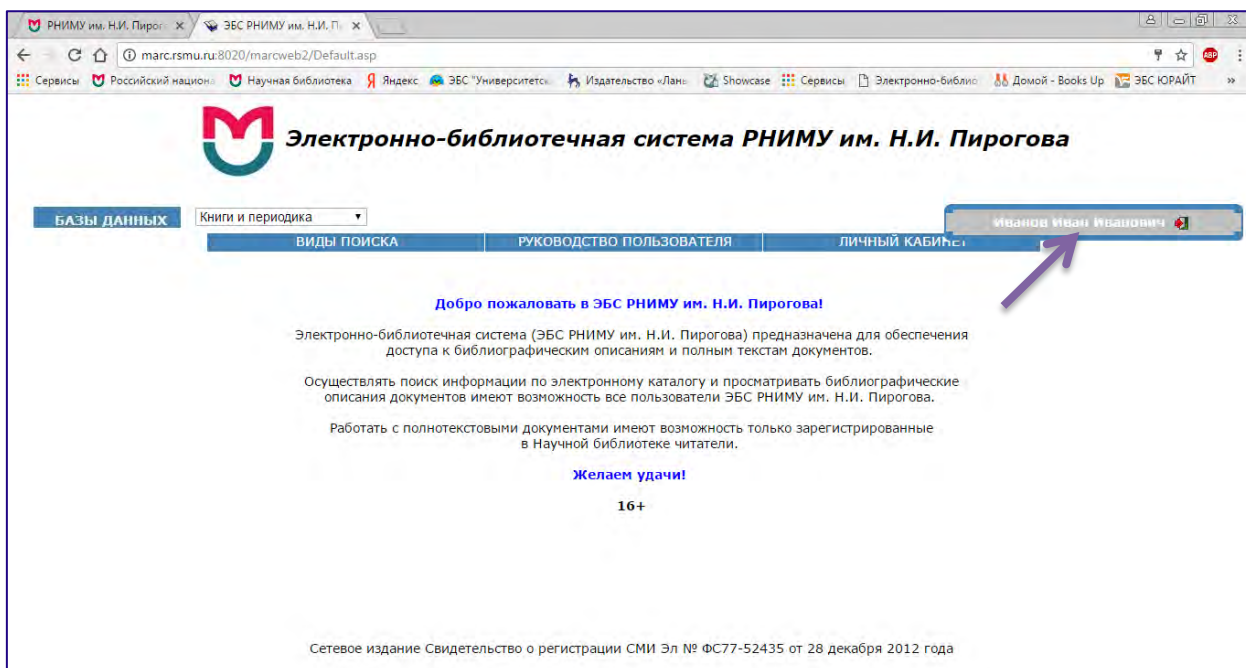 РНИМУ им. Н.И. Пирог
ЭБС РНИМУ им. Н.И. П
marc.rsmu.ru:8020/marcweb2/Default.asp
ABP
Сервисы Российский национ Научная библиотека Яндекс ЭБС "Университетск Издательство «Лань Showcase Сервисы Электронно-библио Домой - Books Up ЭБС ЮРАЙТ »
Электронно-библиотечная система РНИМУ им. Н.И. Пирогова
БАЗЫ ДАННЫХ Книги и периодика Иванов Иван Иванович
ВИДЫ ПОИСКА РУКОВОДСТВО ПОЛЬЗОВАТЕЛЯ ЛИЧНЫЙ КАБИНЕТ
Добро пожаловать в ЭБС РНИМУ им. Н.И. Пирогова!
Электронно-библиотечная система (ЭБС РНИМУ им. Н.И. Пирогова) предназначена для обеспечения
доступа к библиографическим описаниям и полным текстам документов.
Осуществлять поиск информации по электронному каталогу и просматривать библиографические
описания документов имеют возможность все пользователи ЭБС РНИМУ им. Н.И. Пирогова.
Работать с полнотекстовыми документами имеют возможность только зарегистрированные
в Научной библиотеке читатели.
Желаем удачи!
16+
Сетевое издание Свидетельство о регистрации СМИ Эл № ФС77-52435 от 28 декабря 2012 года